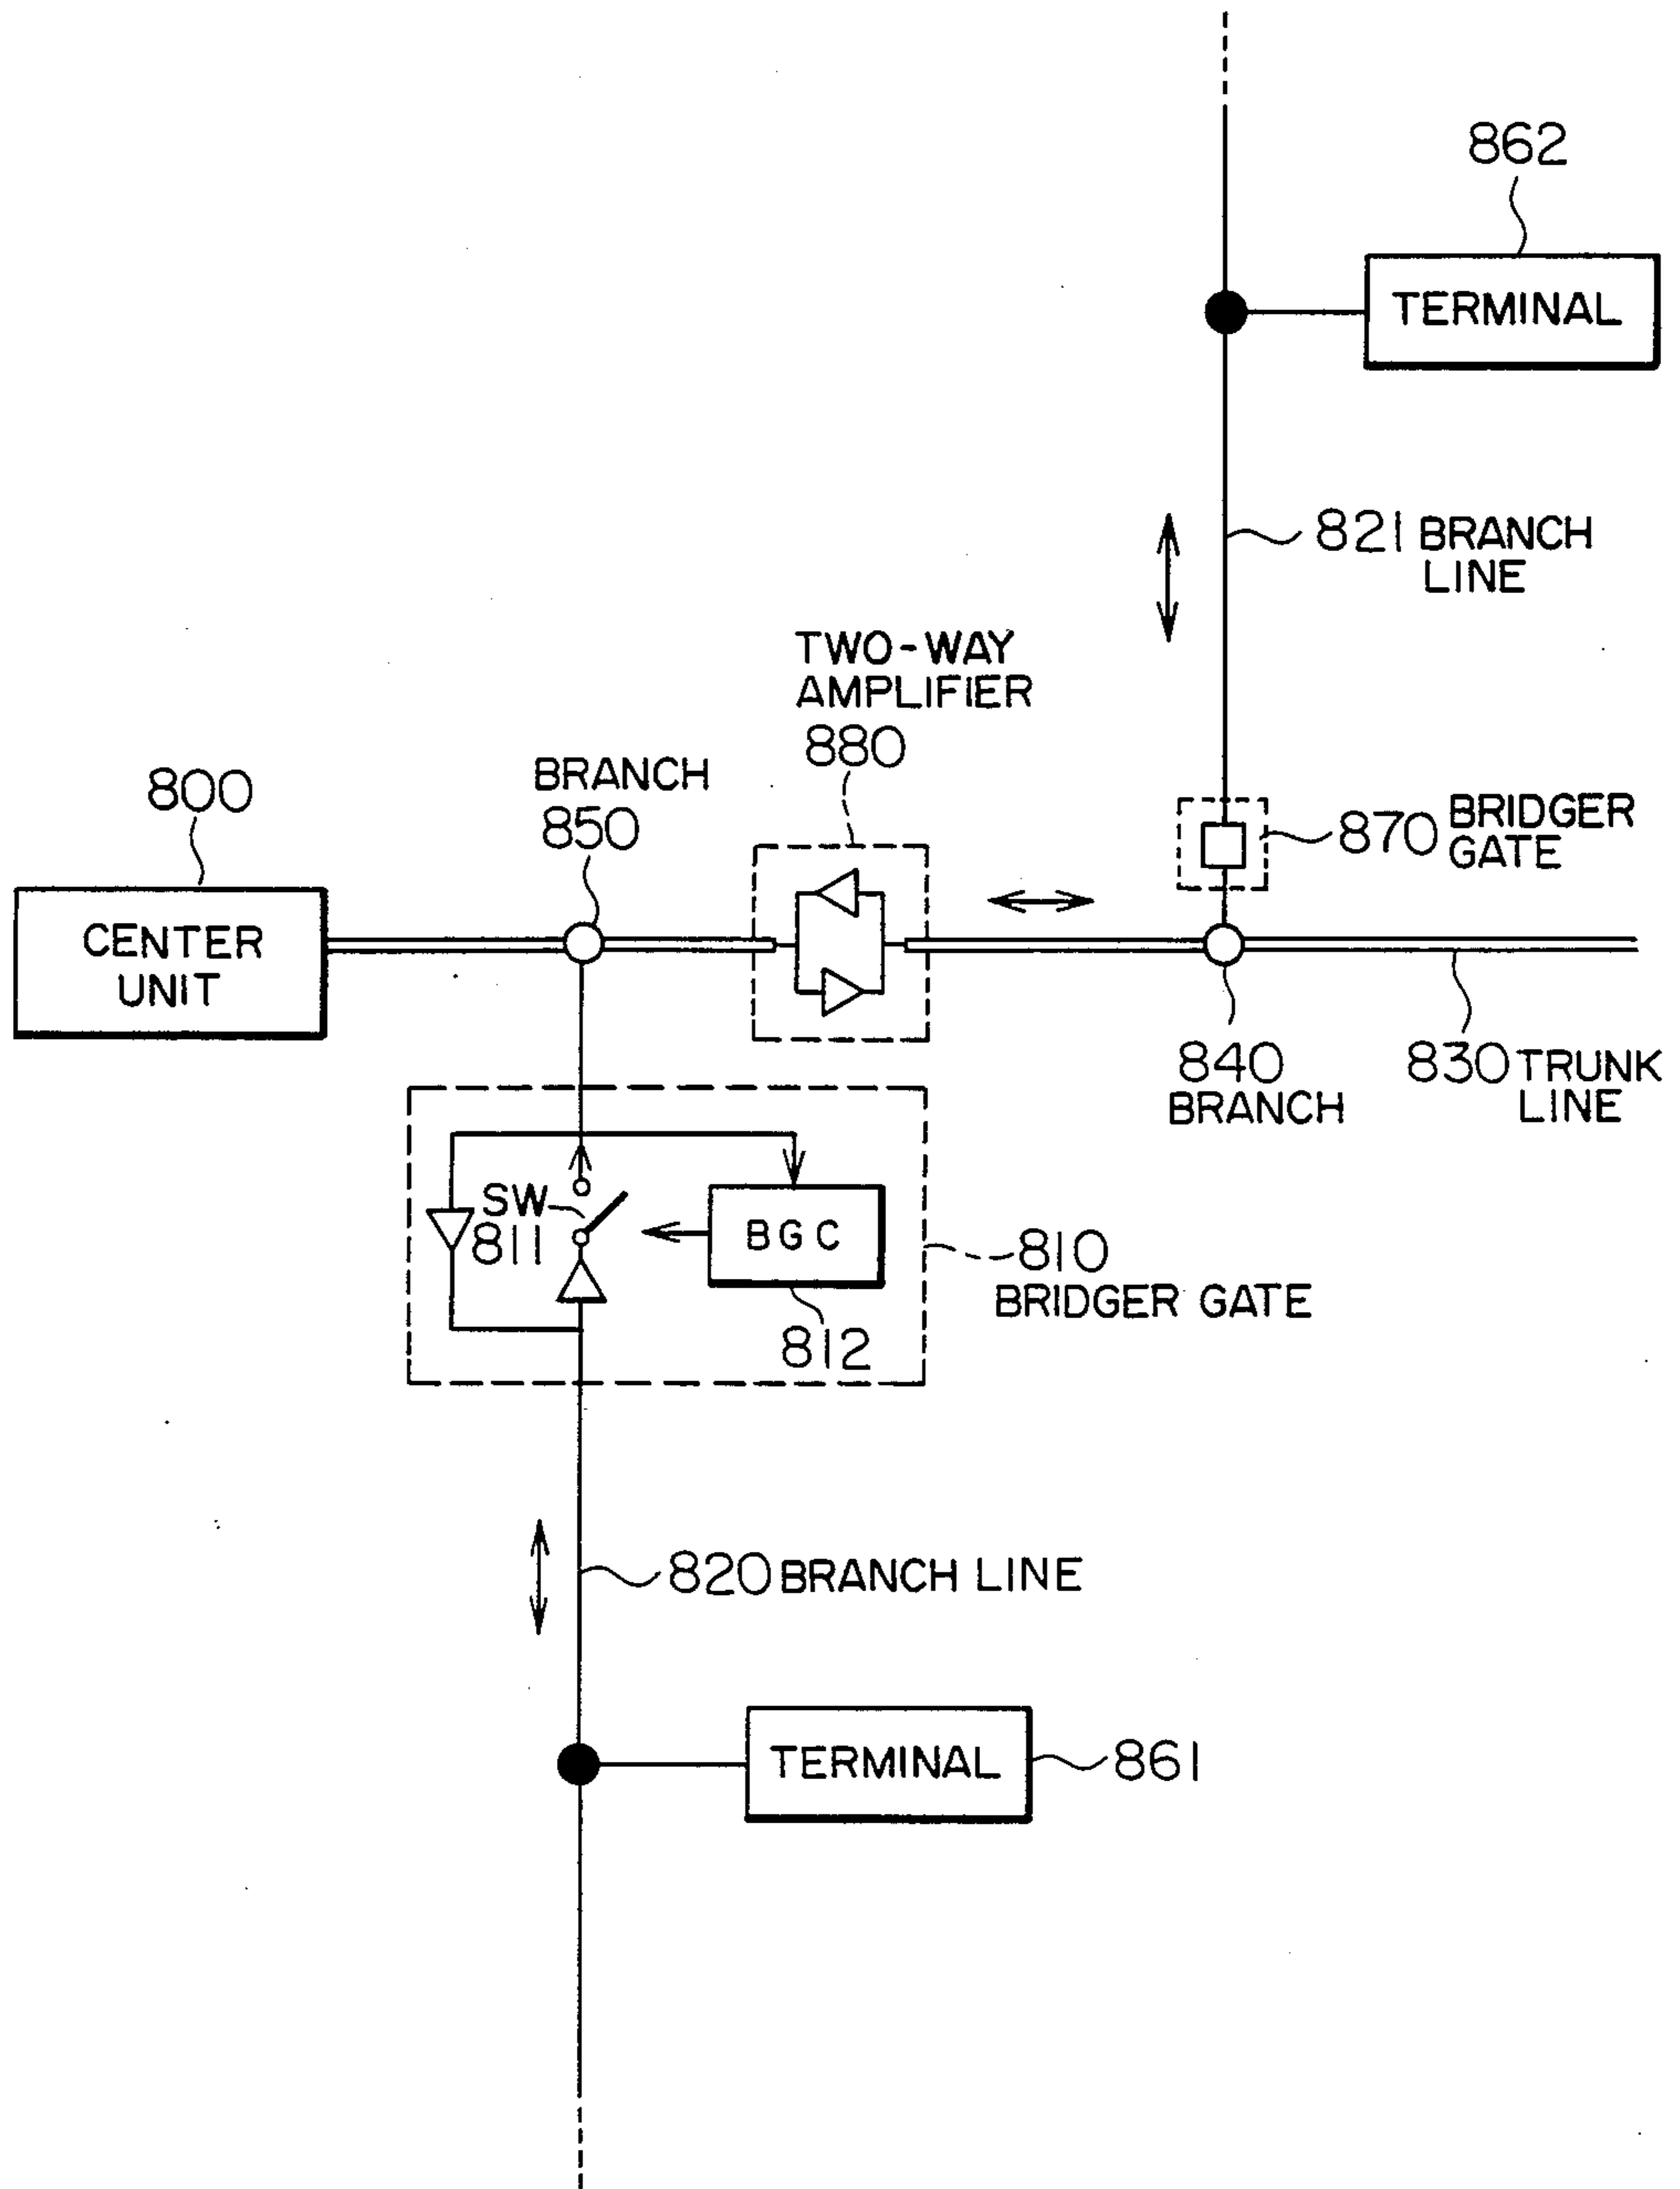 862
TERMINAL
821 BRANCH
LINE
TWO-WAY
AMPLIFIER
880
BRANCH
850
800
870 BRIDGER
GATE
CENTER
UNIT
840
BRANCH
830 TRUNK
LINE
SW
811
BGC
812
810
BRIDGER GATE
820 BRANCH LINE
TERMINAL
861